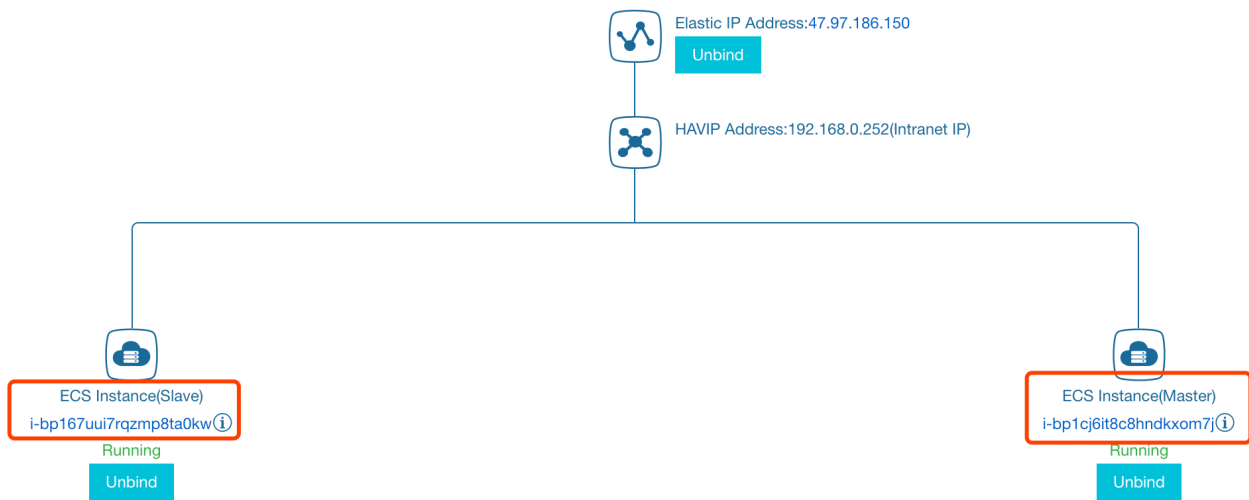 Elastic IP Address:47.97.186.150
Unbind
HAVIP Address:192.168.0.252(Intranet IP)
ECS Instance(Slave)
i-bp167uui7rqzmp8ta0kw
Running
Unbind
ECS Instance(Master)
i-bp1cj6it8c8hndkxom7j
Running
Unbind